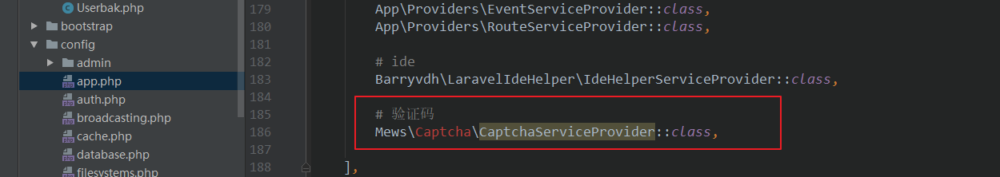 Userbak.php
bootstrap
config
admin
app.php
auth.php
broadcasting.php
cache.php
database.php
filesystems.php
179 App\Providers\EventServiceProvider::class,
180 App\Providers\RouteServiceProvider::class,
181
182 # ide
183 Barryvdh\LaravelIdeHelper\IdeHelperServiceProvider::class,
184
185 # 验证码
186 Mews\Captcha\CaptchaServiceProvider::class,
187
188 ],